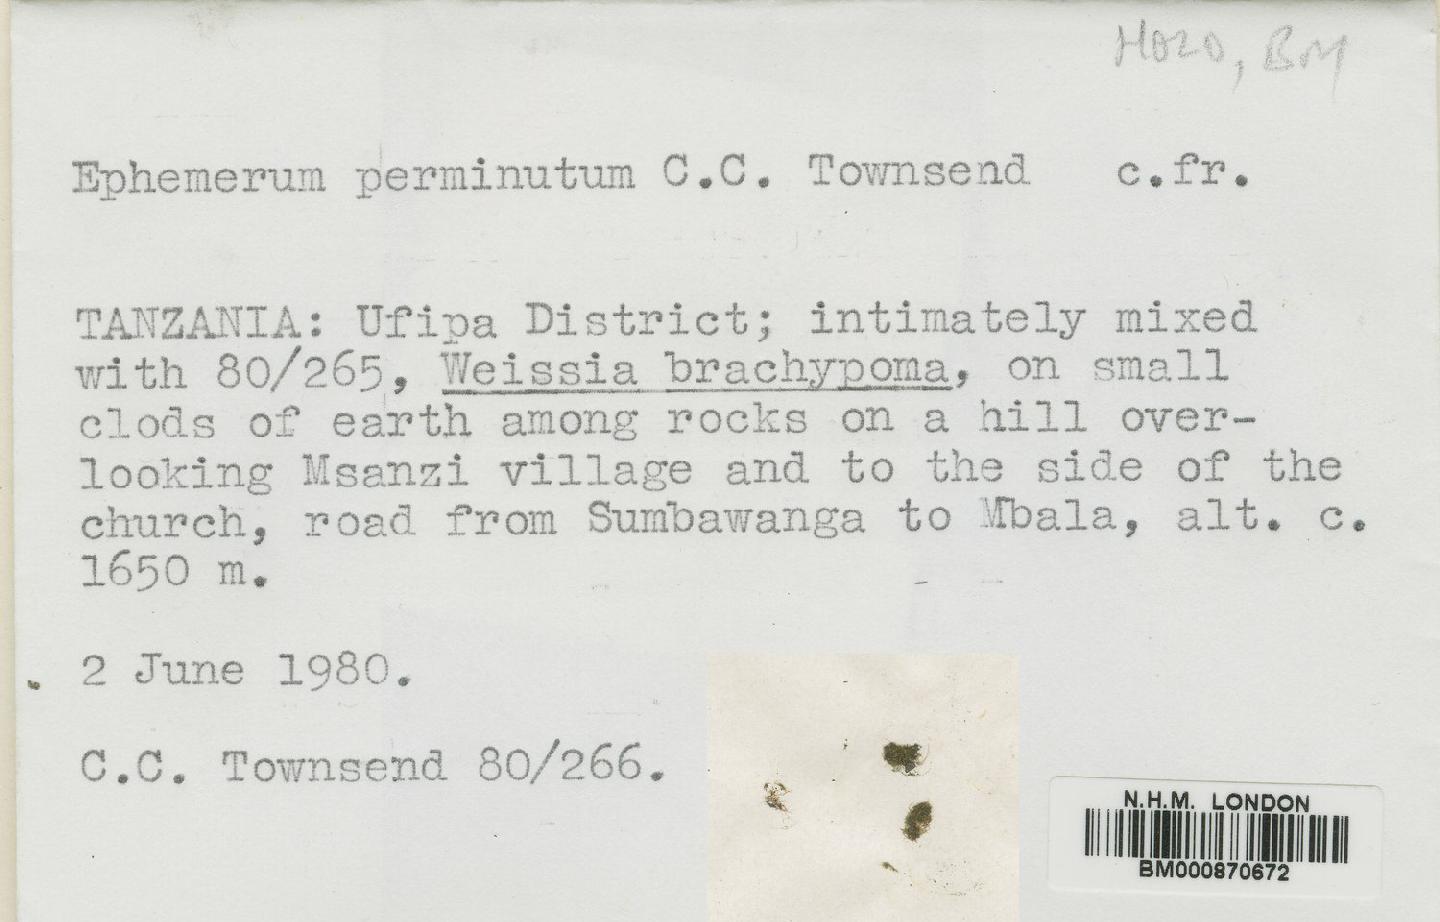 HOLO, BM
Ephemerum perminutum C.C. Townsend c.fr.
TANZANIA: Ufipa District; intimately mixed
with 80/265, Weissia brachypoma, on small
clods of earth among rocks on a hill over-
looking Msanzi village and to the side of the
church, road from Sumbawanga to Mbala, alt. c.
1650 m.
2 June 1980.
C.C. Townsend 80/266.
N.H.M. LONDON
BM000870672